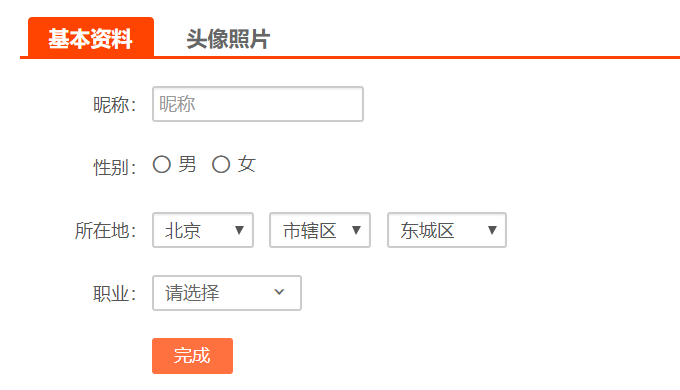 基本资料 头像照片
昵称： 昵称
性别： 男 女
所在地： 北京 市辖区 东城区
职业： 请选择
完成